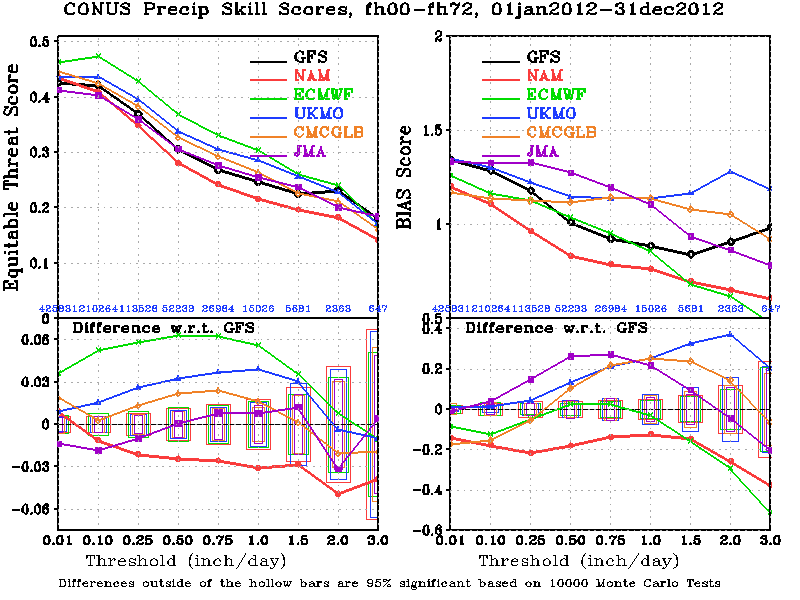 CONUS Precip Skill Scores, fh00-fh72, 01jan2012-31dec2012
Equitable Threat Score
0.5
0.4
0.3
0.2
0.1
0
GFS
NAM
ECMWF
UKMO
CMCGLB
JMA
52239 26984 15026 5691 2363 647
BIAS Score
2
1.5
1
0.5
GFS
NAM
ECMWF
UKMO
CMCGLB
JMA
15026 5691 2363 647
Difference w.r.t. GFS
0.06
0.03
0
-0.03
-0.06
0.01 0.10 0.25 0.50 0.75 1.0 1.5 2.0 3.0
Threshold (inch/day)
Difference w.r.t. GFS
0.4
0.2
0
-0.2
-0.4
-0.6
0.01 0.10 0.25 0.50 0.75 1.0 1.5 2.0 3.0
Threshold (inch/day)
Differences outside of the hollow bars are 95% significant based on 10000 Monte Carlo Tests